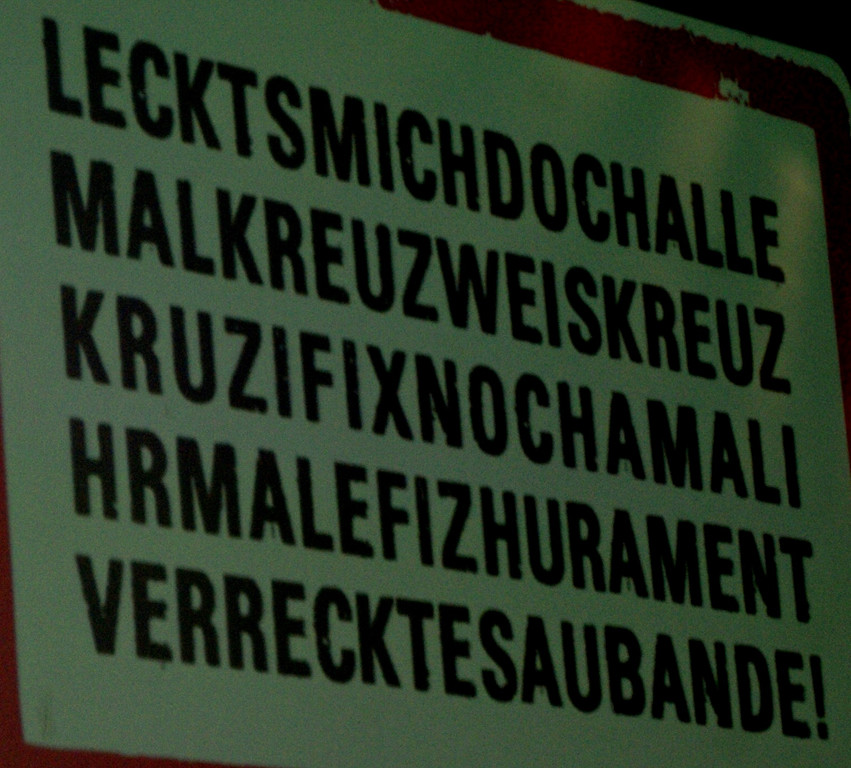 LECKTSMICHDOCHALLE
MALKREUZWEISKREUZ
KRUZIFIXNOCHAMALI
HRMALEFIZHURAMENT
VERRECKTESAUBANDE!